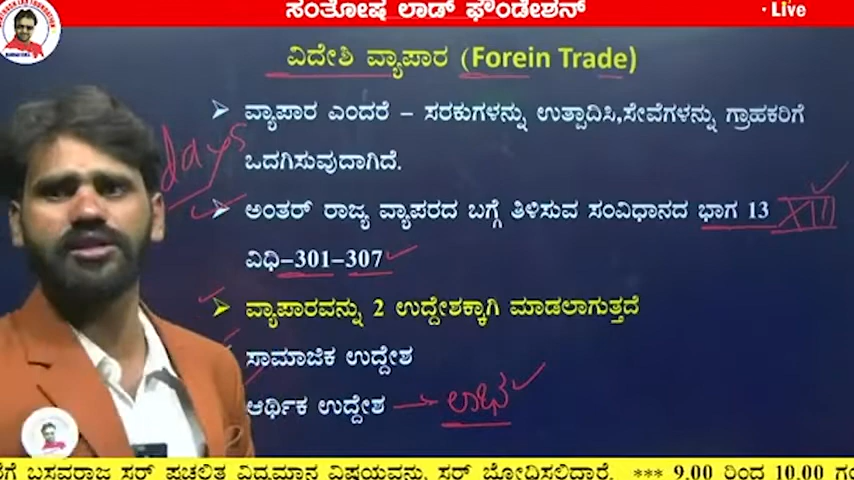 ಸಂತೋಷ ಲಾಡ್ ಫೌಂಡೇಶನ್
• Live
ವಿದೇಶಿ ವ್ಯಾಪಾರ (Forein Trade)
➢ ವ್ಯಾಪಾರ ಎಂದರೆ – ಸರಕುಗಳನ್ನು ಉತ್ಪಾದಿಸಿ,ಸೇವೆಗಳನ್ನು ಗ್ರಾಹಕರಿಗೆ
ಒದಗಿಸುವುದಾಗಿದೆ.
days
➢ ಅಂತರ್ ರಾಜ್ಯ ವ್ಯಾಪರದ ಬಗ್ಗೆ ತಿಳಿಸುವ ಸಂವಿಧಾನದ ಭಾಗ 13 XIII
ವಿಧಿ–301–307
➢ ವ್ಯಾಪಾರವನ್ನು 2 ಉದ್ದೇಶಕ್ಕಾಗಿ ಮಾಡಲಾಗುತ್ತದೆ
ಸಾಮಾಜಿಕ ಉದ್ದೇಶ
ಆರ್ಥಿಕ ಉದ್ದೇಶ → ಲಾಭ
ಬಸವರಾಜ ಸರ್ ಪ್ರಚಲಿತ ವಿದ್ಯಮಾನ ವಿಷಯವನ್ನು ಸರ್ ಬೋಧಿಸಲಿದ್ದಾರೆ. *** 9.00 ರಿಂದ 10.00